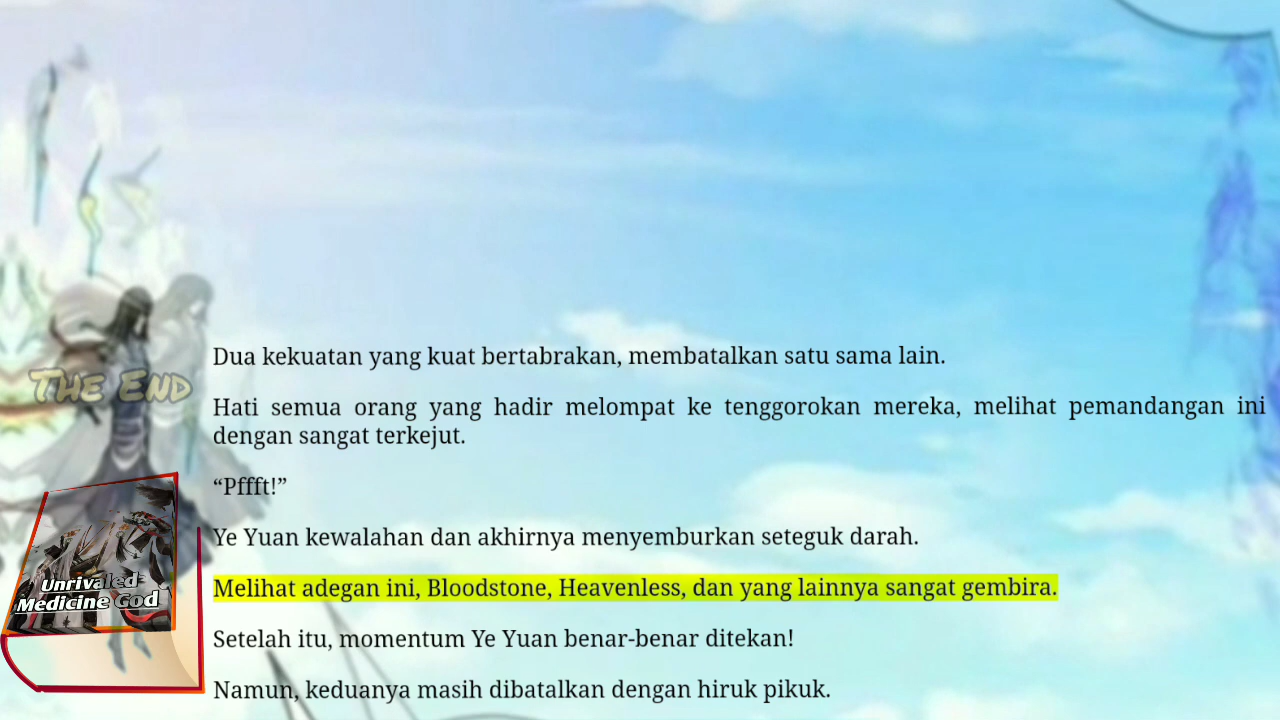 Dua kekuatan yang kuat bertabrakan, membatalkan satu sama lain.
Hati semua orang yang hadir melompat ke tenggorokan mereka, melihat pemandangan ini
dengan sangat terkejut.
“Pffft!”
Ye Yuan kewalahan dan akhirnya menyemburkan seteguk darah.
Melihat adegan ini, Bloodstone, Heavenless, dan yang lainnya sangat gembira.
Setelah itu, momentum Ye Yuan benar-benar ditekan!
Namun, keduanya masih dibatalkan dengan hiruk pikuk.
The End
Unrivaled
Medicine God